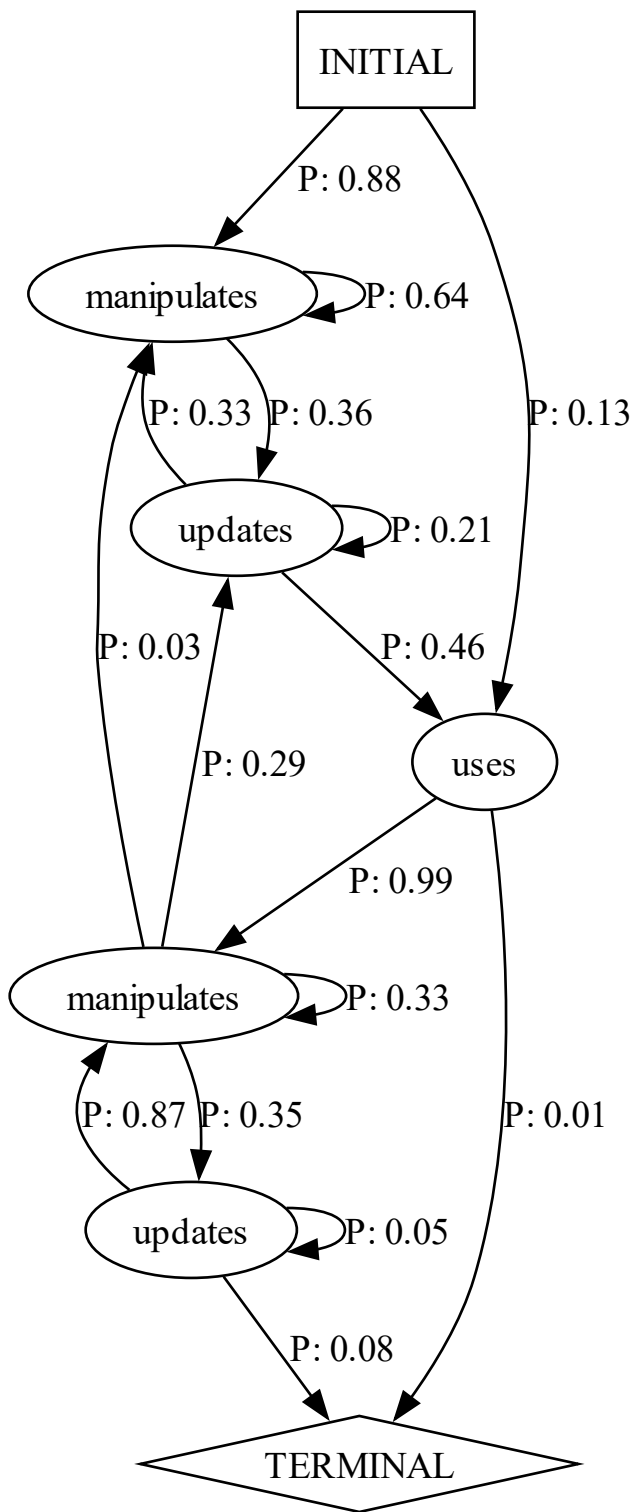 INITIAL
P: 0.88
manipulates
P: 0.64
P: 0.33
P: 0.36
P: 0.13
updates
P: 0.21
P: 0.03
P: 0.46
P: 0.29
uses
P: 0.99
manipulates
P: 0.33
P: 0.87
P: 0.35
P: 0.01
updates
P: 0.05
P: 0.08
TERMINAL